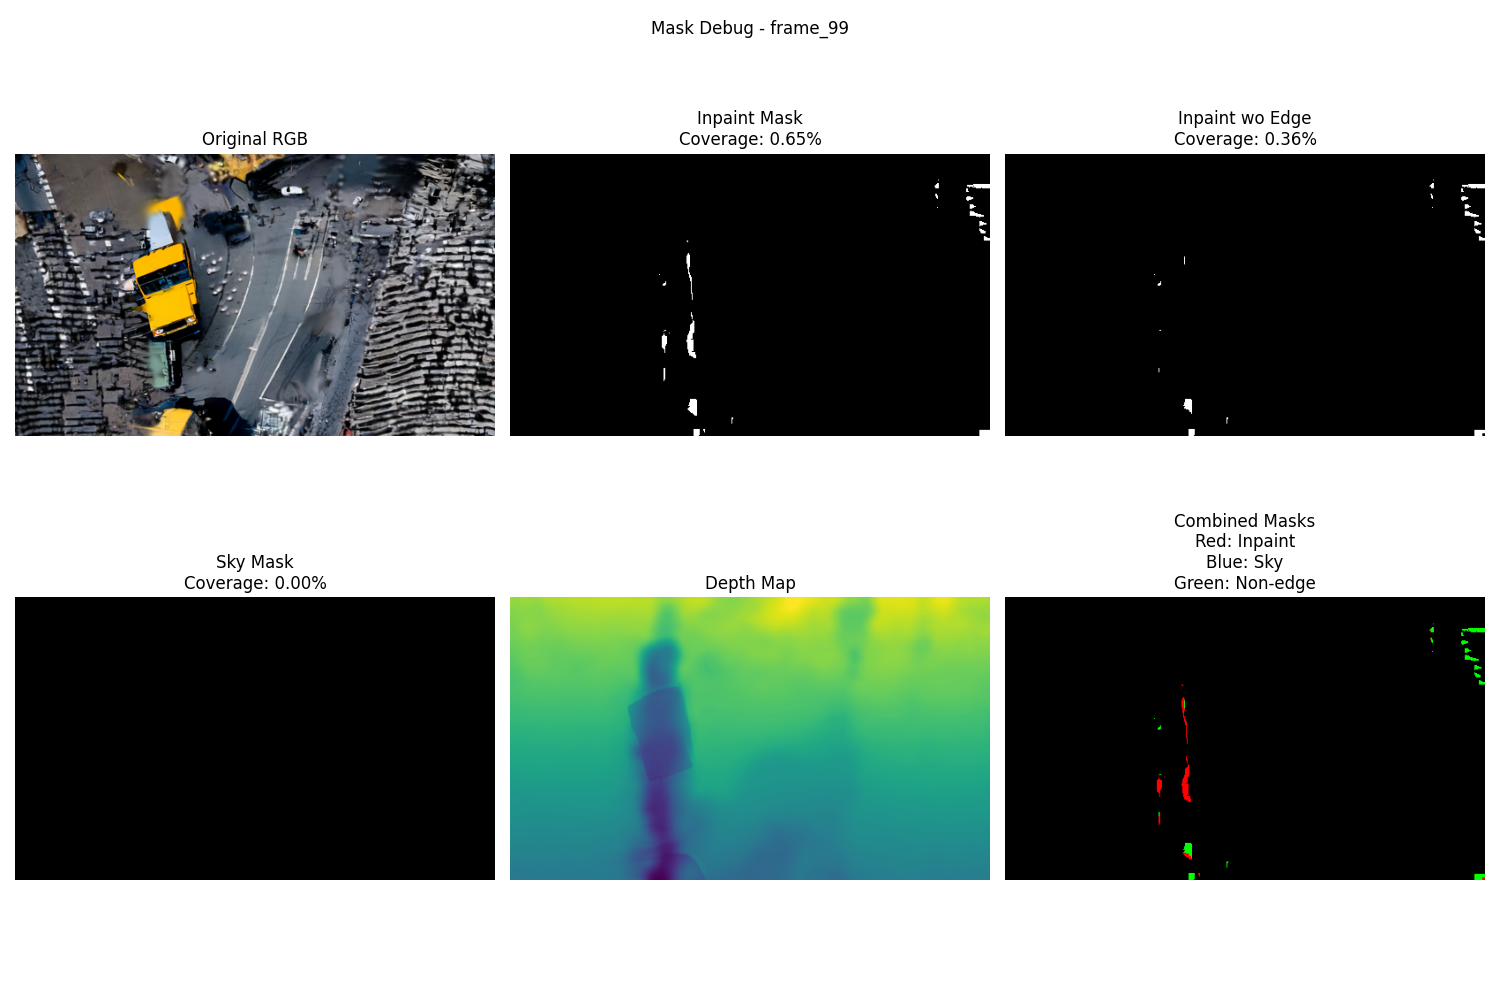 Mask Debug - frame_99
Original RGB
Inpaint Mask
Coverage: 0.65%
Inpaint wo Edge
Coverage: 0.36%
Sky Mask
Coverage: 0.00%
Depth Map
Combined Masks
Red: Inpaint
Blue: Sky
Green: Non-edge